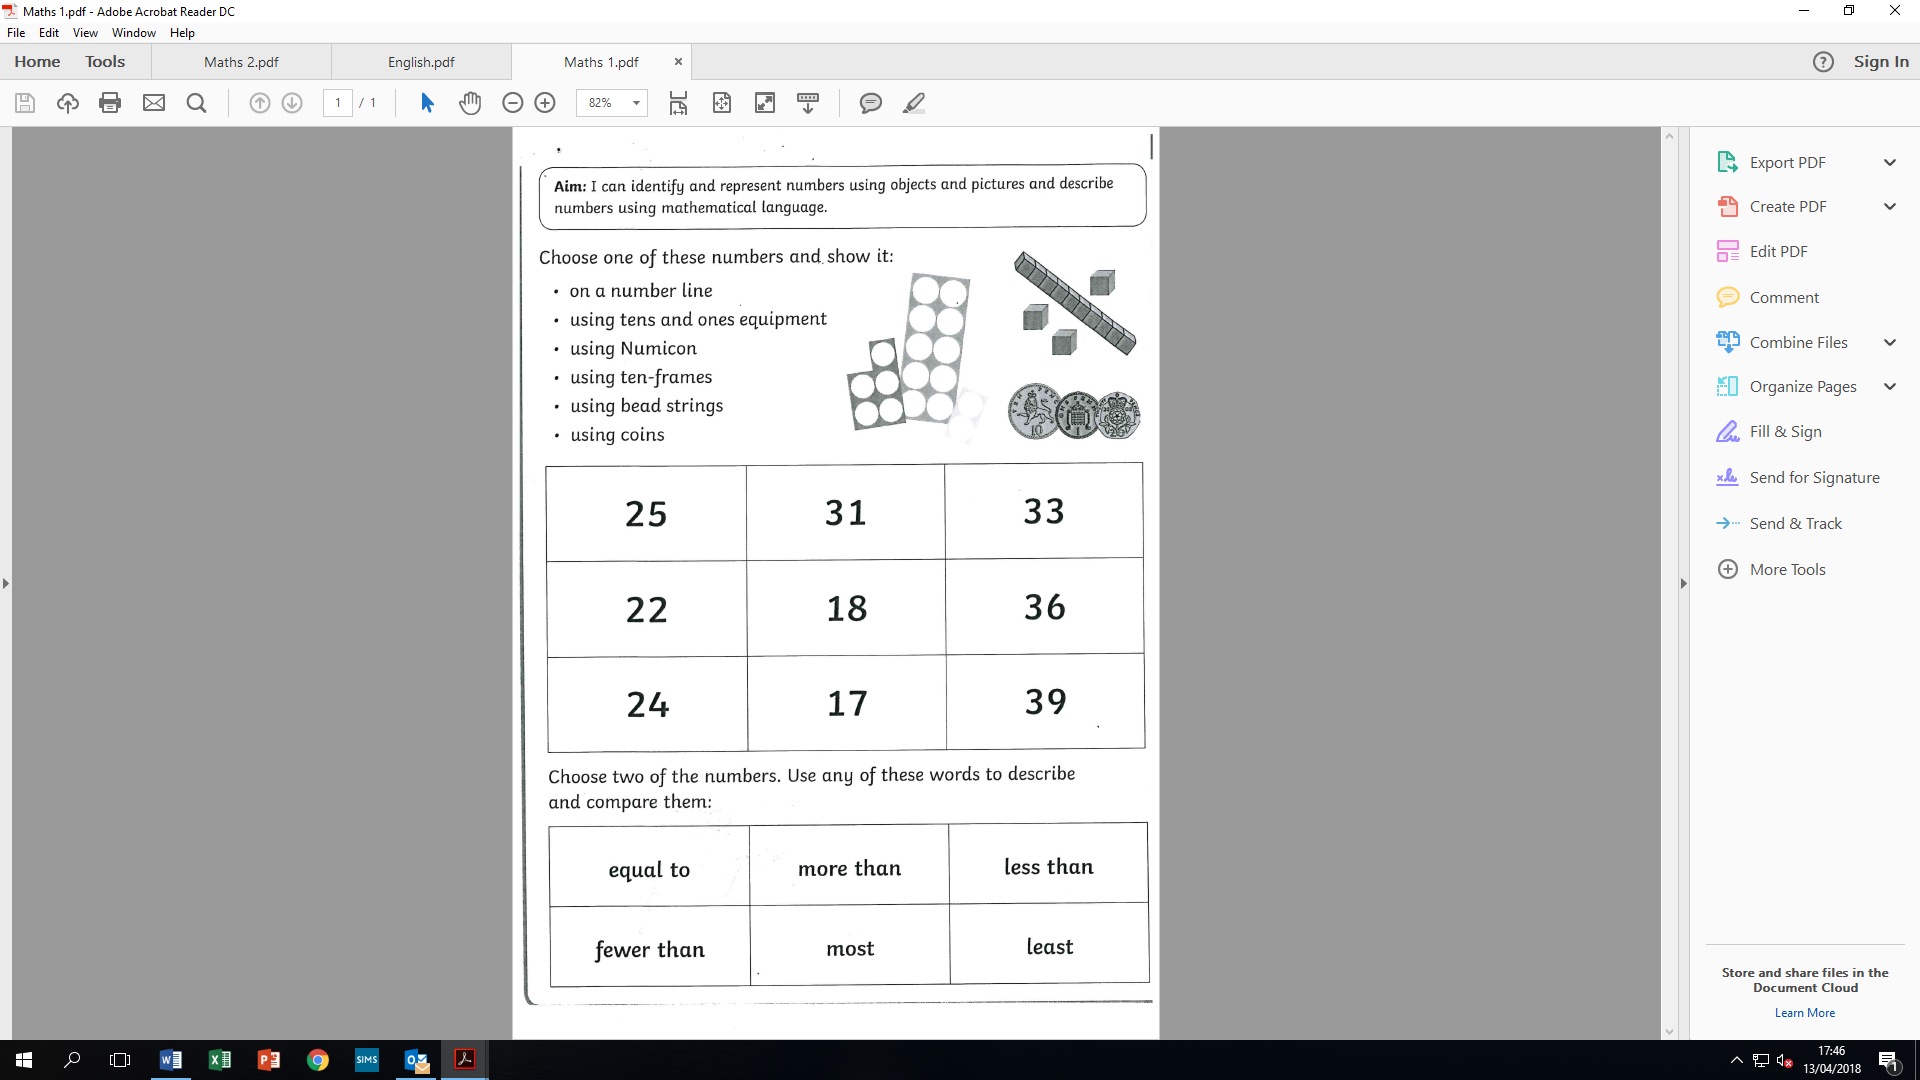 Maths 1.pdf - Adobe Acrobat Reader DC
File Edit View Window Help
Home Tools Maths 2.pdf English.pdf Maths 1.pdf Sign In
1 / 1 82%
Aim: I can identify and represent numbers using objects and pictures and describe
numbers using mathematical language.
Choose one of these numbers and show it:
• on a number line
• using tens and ones equipment
• using Numicon
• using ten-frames
• using bead strings
• using coins
10 1
25 31 33
22 18 36
24 17 39
Choose two of the numbers. Use any of these words to describe
and compare them:
equal to more than less than
fewer than most least
Export PDF
Create PDF
Edit PDF
Comment
Combine Files
Organize Pages
Fill & Sign
Send for Signature
Send & Track
More Tools
Store and share files in the
Document Cloud
Learn More
SIMS
17:46
13/04/2018
1